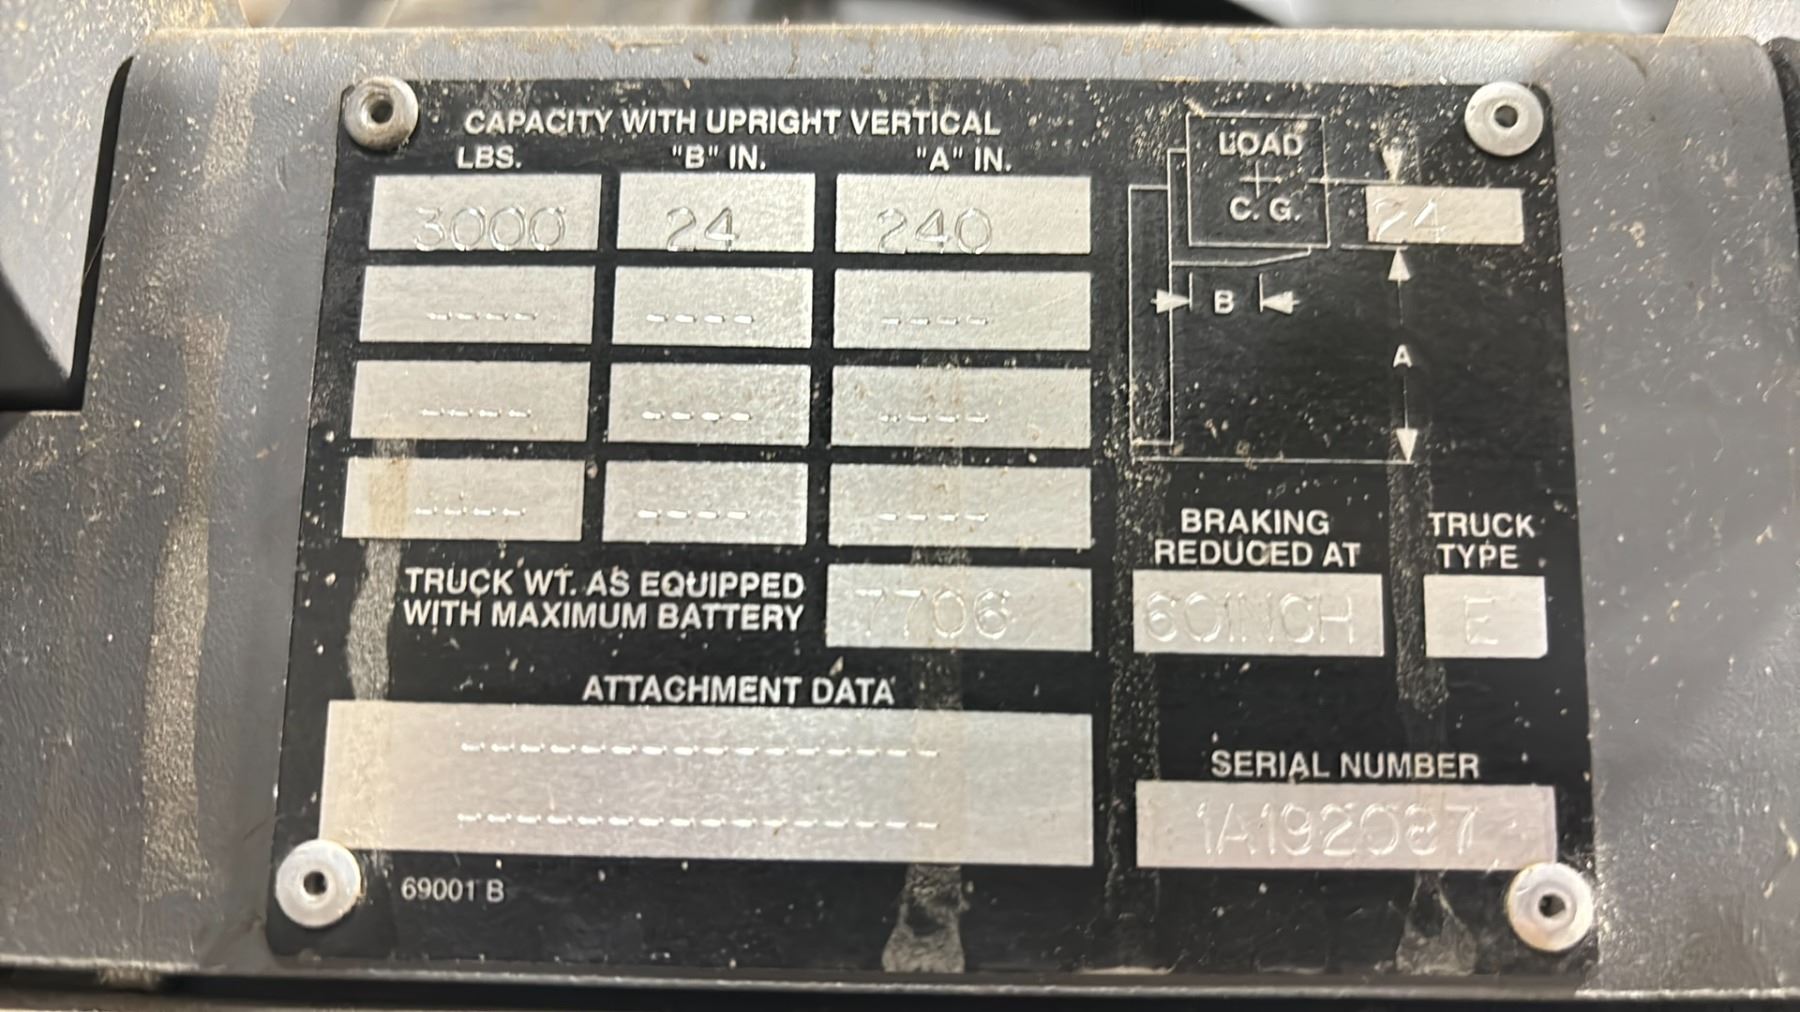 CAPACITY WITH UPRIGHT VERTICAL
LBS. "B" IN. "A" IN.
3000 24 240
---- ---- ----
---- ---- ----
---- ---- ----
LOAD
C. G.
24
B
A
TRUCK WT. AS EQUIPPED
WITH MAXIMUM BATTERY
7706
BRAKING
REDUCED AT
60INCH
TRUCK
TYPE
E
ATTACHMENT DATA
----------------
----------------
SERIAL NUMBER
1A192087
69001 B